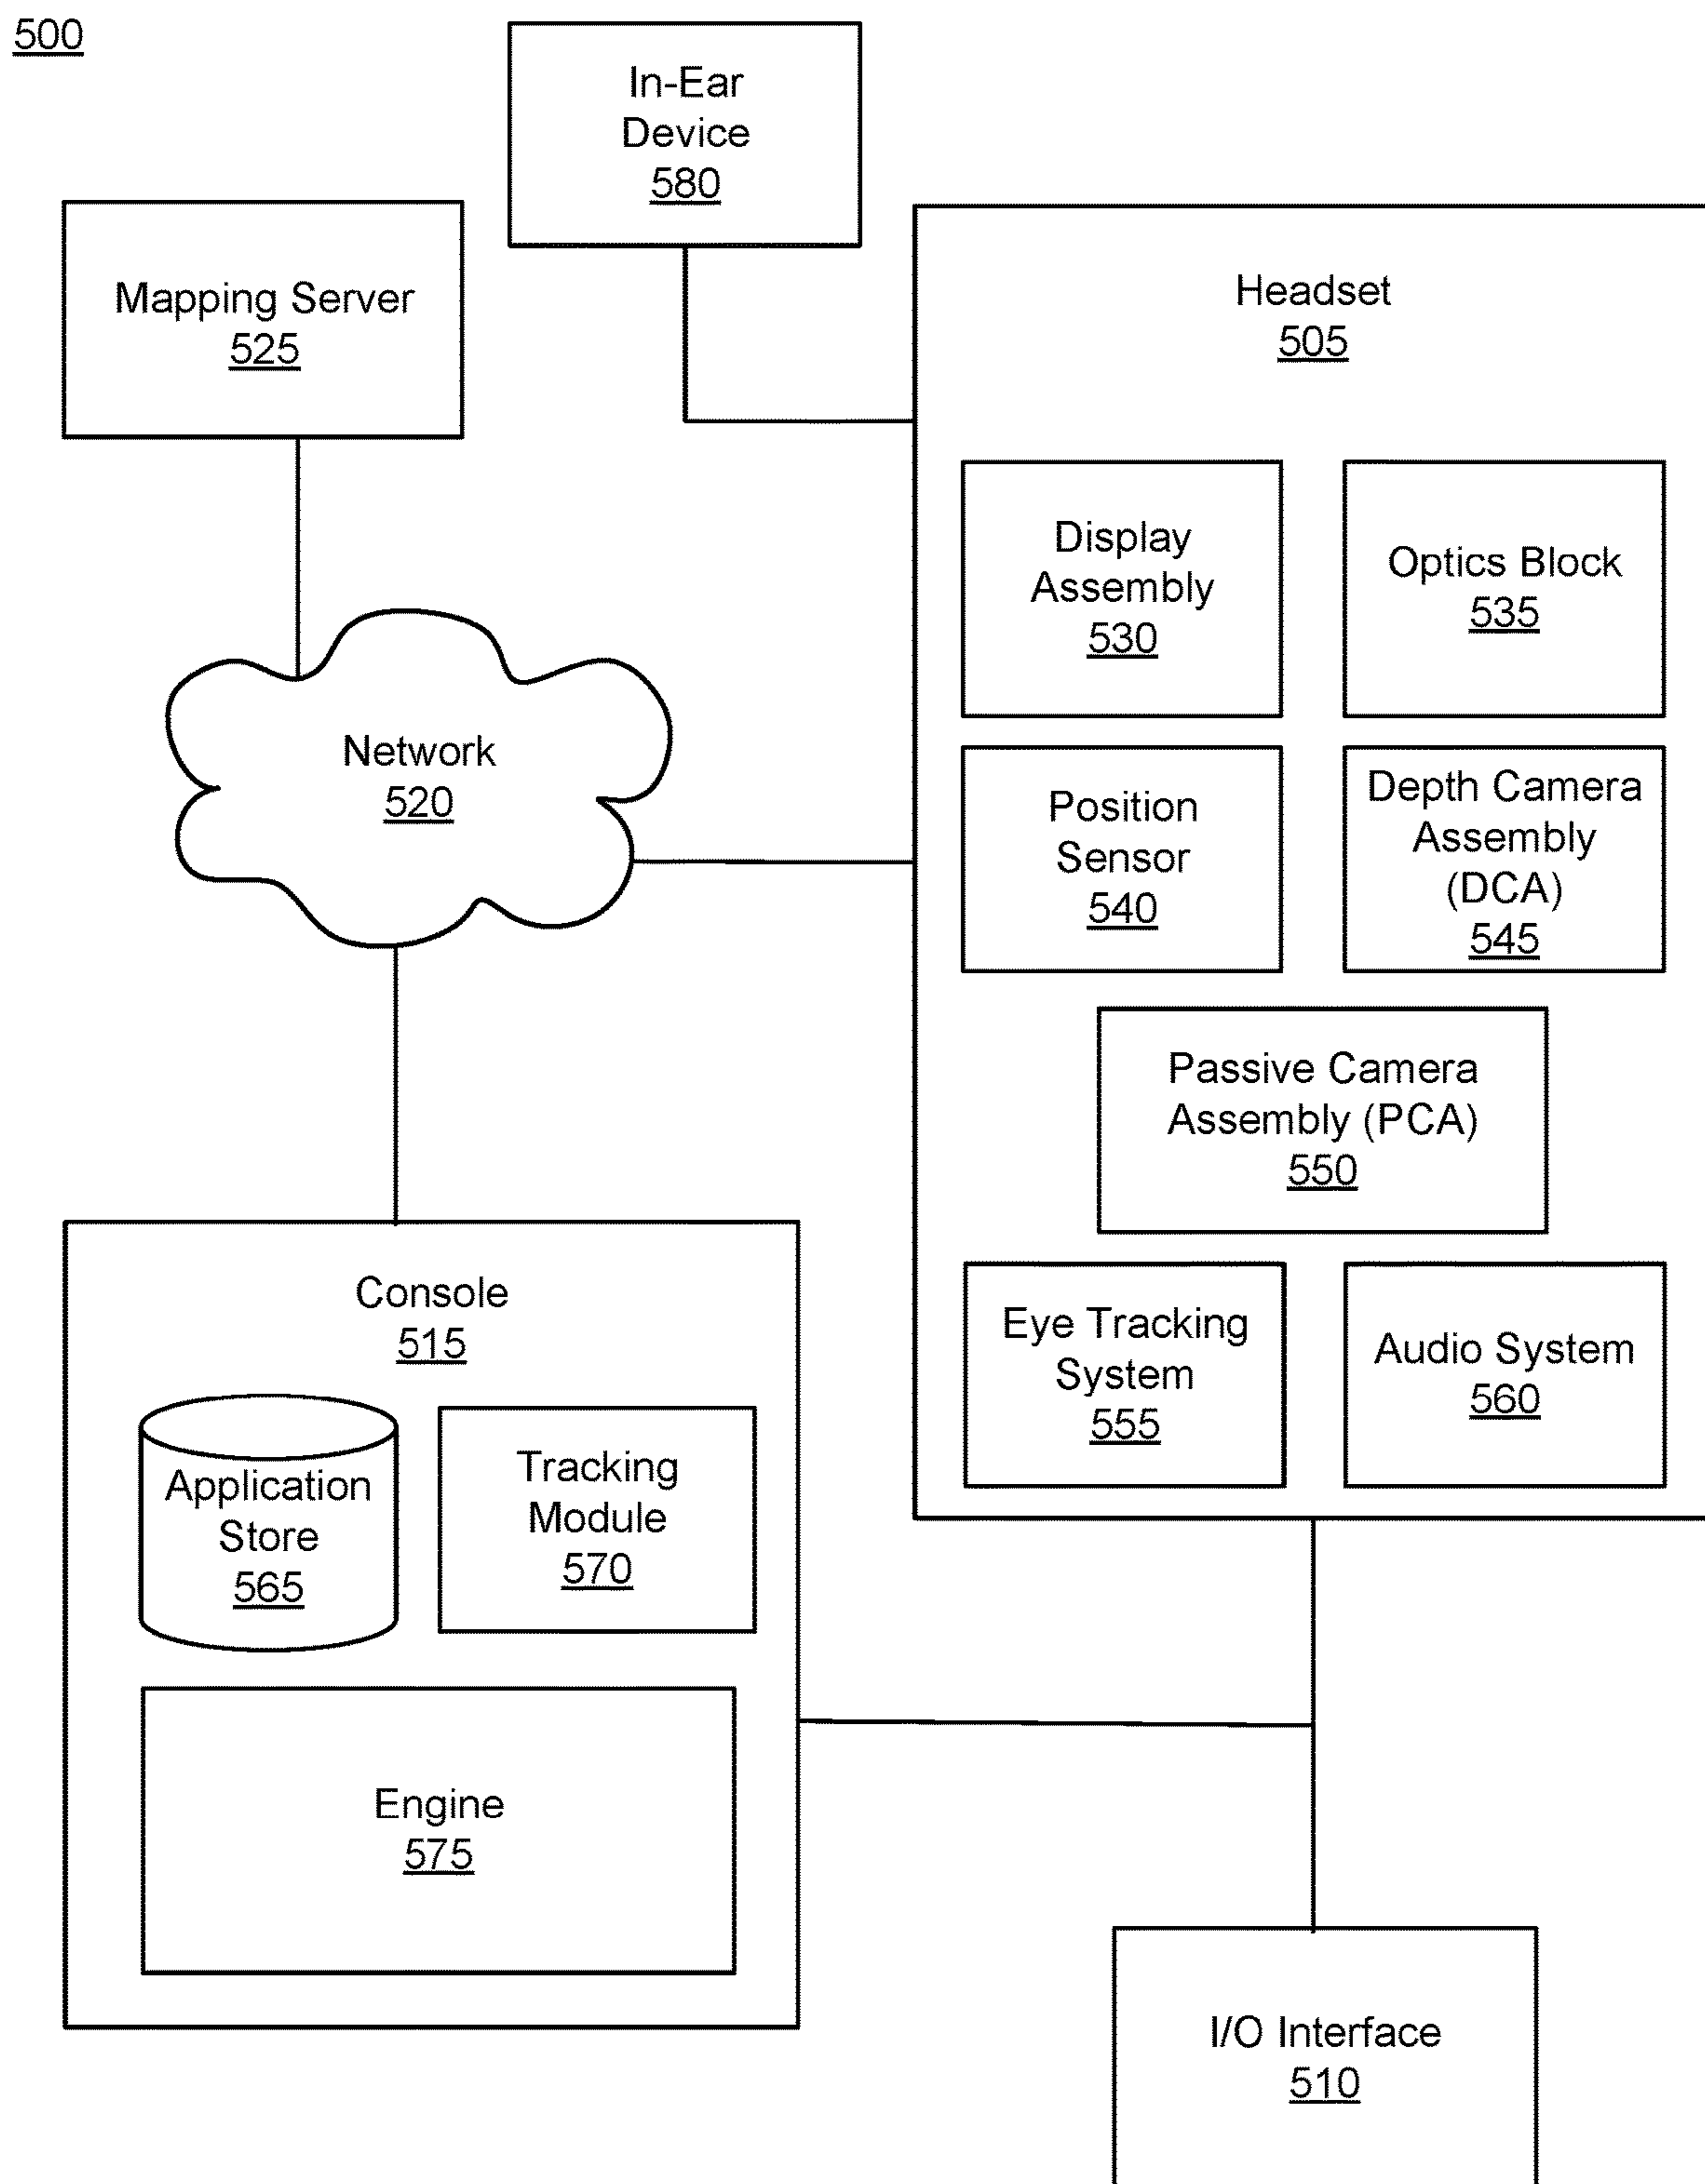 500
In-Ear
Device
580
Mapping Server
525
Headset
505
Display
Assembly
530
Optics Block
535
Network
520
Position
Sensor
540
Depth Camera
Assembly
(DCA)
545
Passive Camera
Assembly (PCA)
550
Console
515
Eye Tracking
System
555
Audio System
560
Application
Store
565
Tracking
Module
570
Engine
575
I/O Interface
510